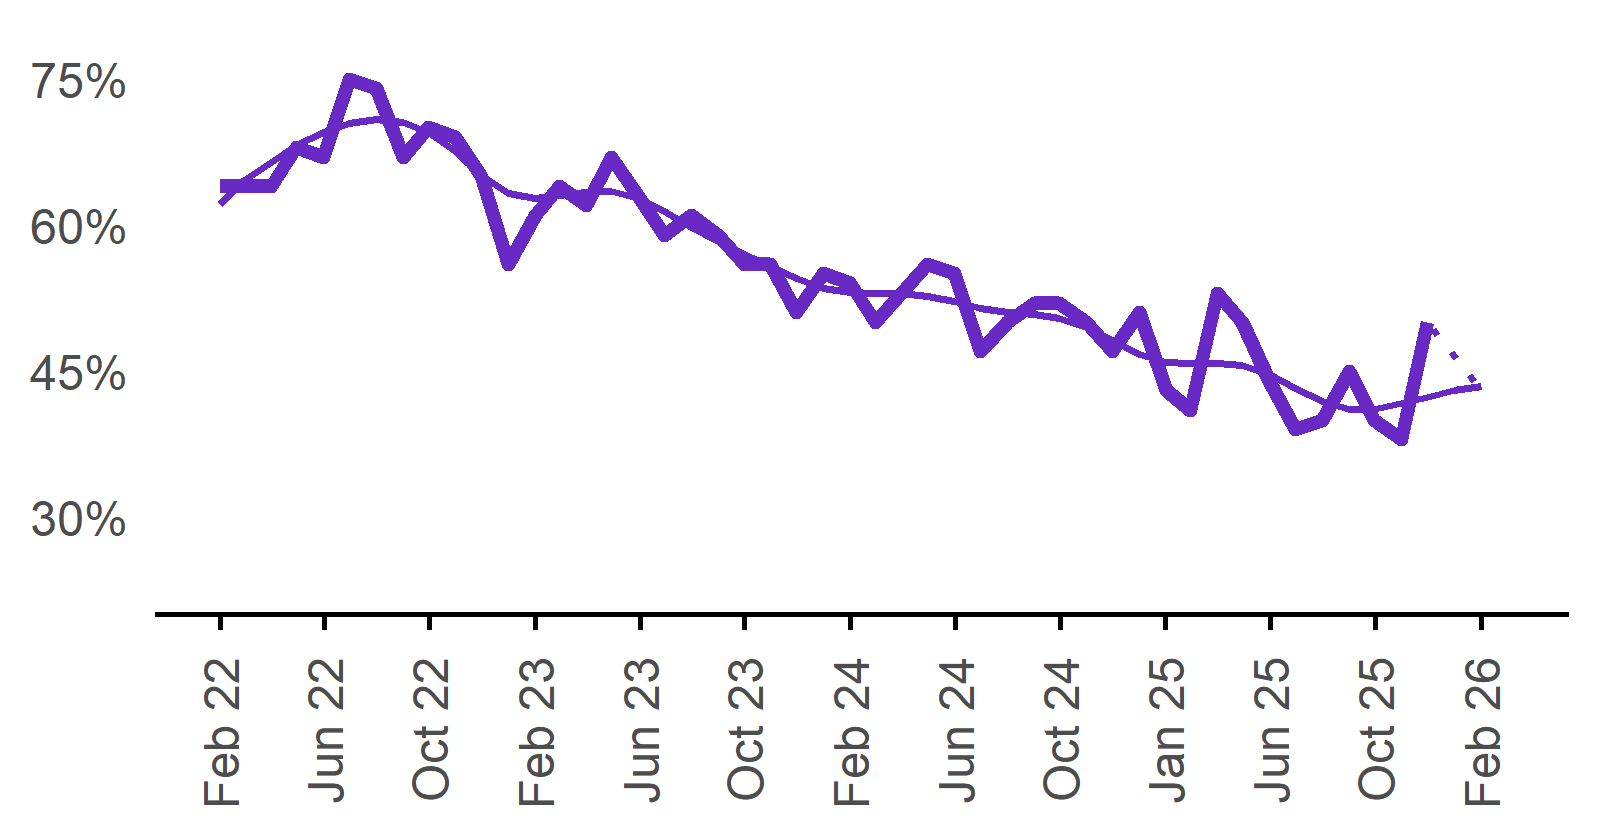 75%
60%
45%
30%
Feb 22
Jun 22
Oct 22
Feb 23
Jun 23
Oct 23
Feb 24
Jun 24
Oct 24
Jan 25
Jun 25
Oct 25
Feb 26